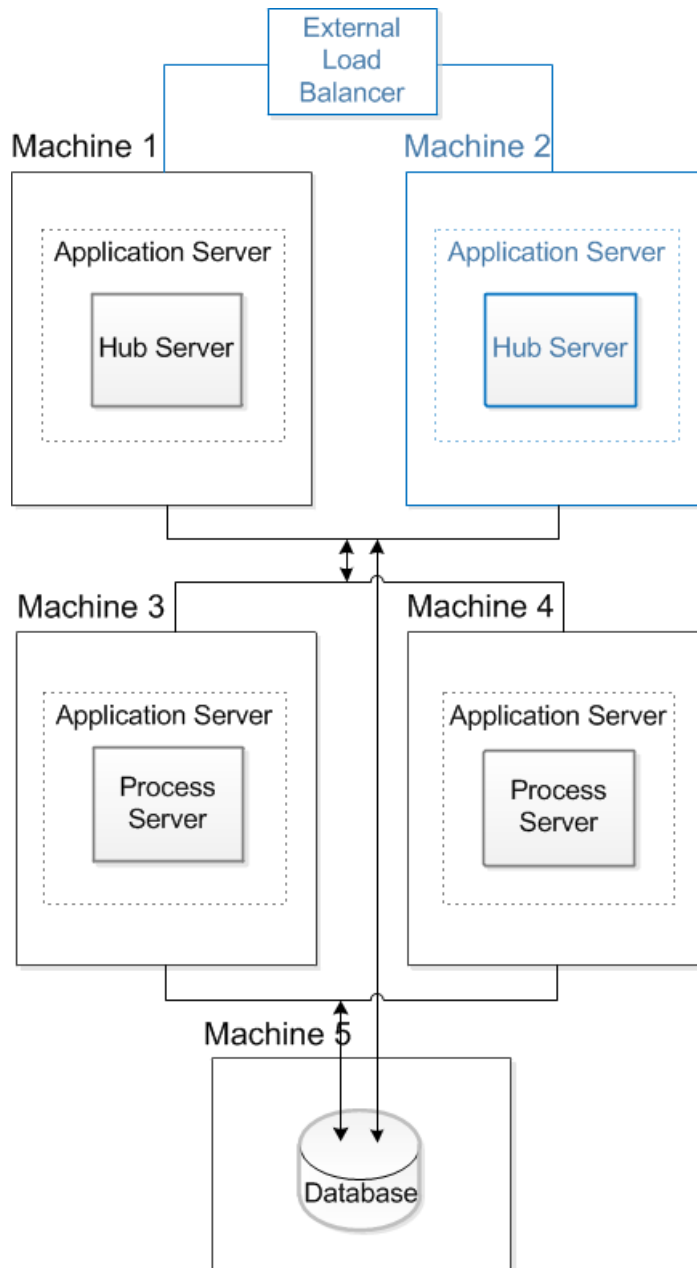 External
Load
Balancer
Machine 1
Machine 2
Application Server
Application Server
Hub Server
Hub Server
Machine 3
Machine 4
Application Server
Application Server
Process
Server
Process
Server
Machine 5
Database